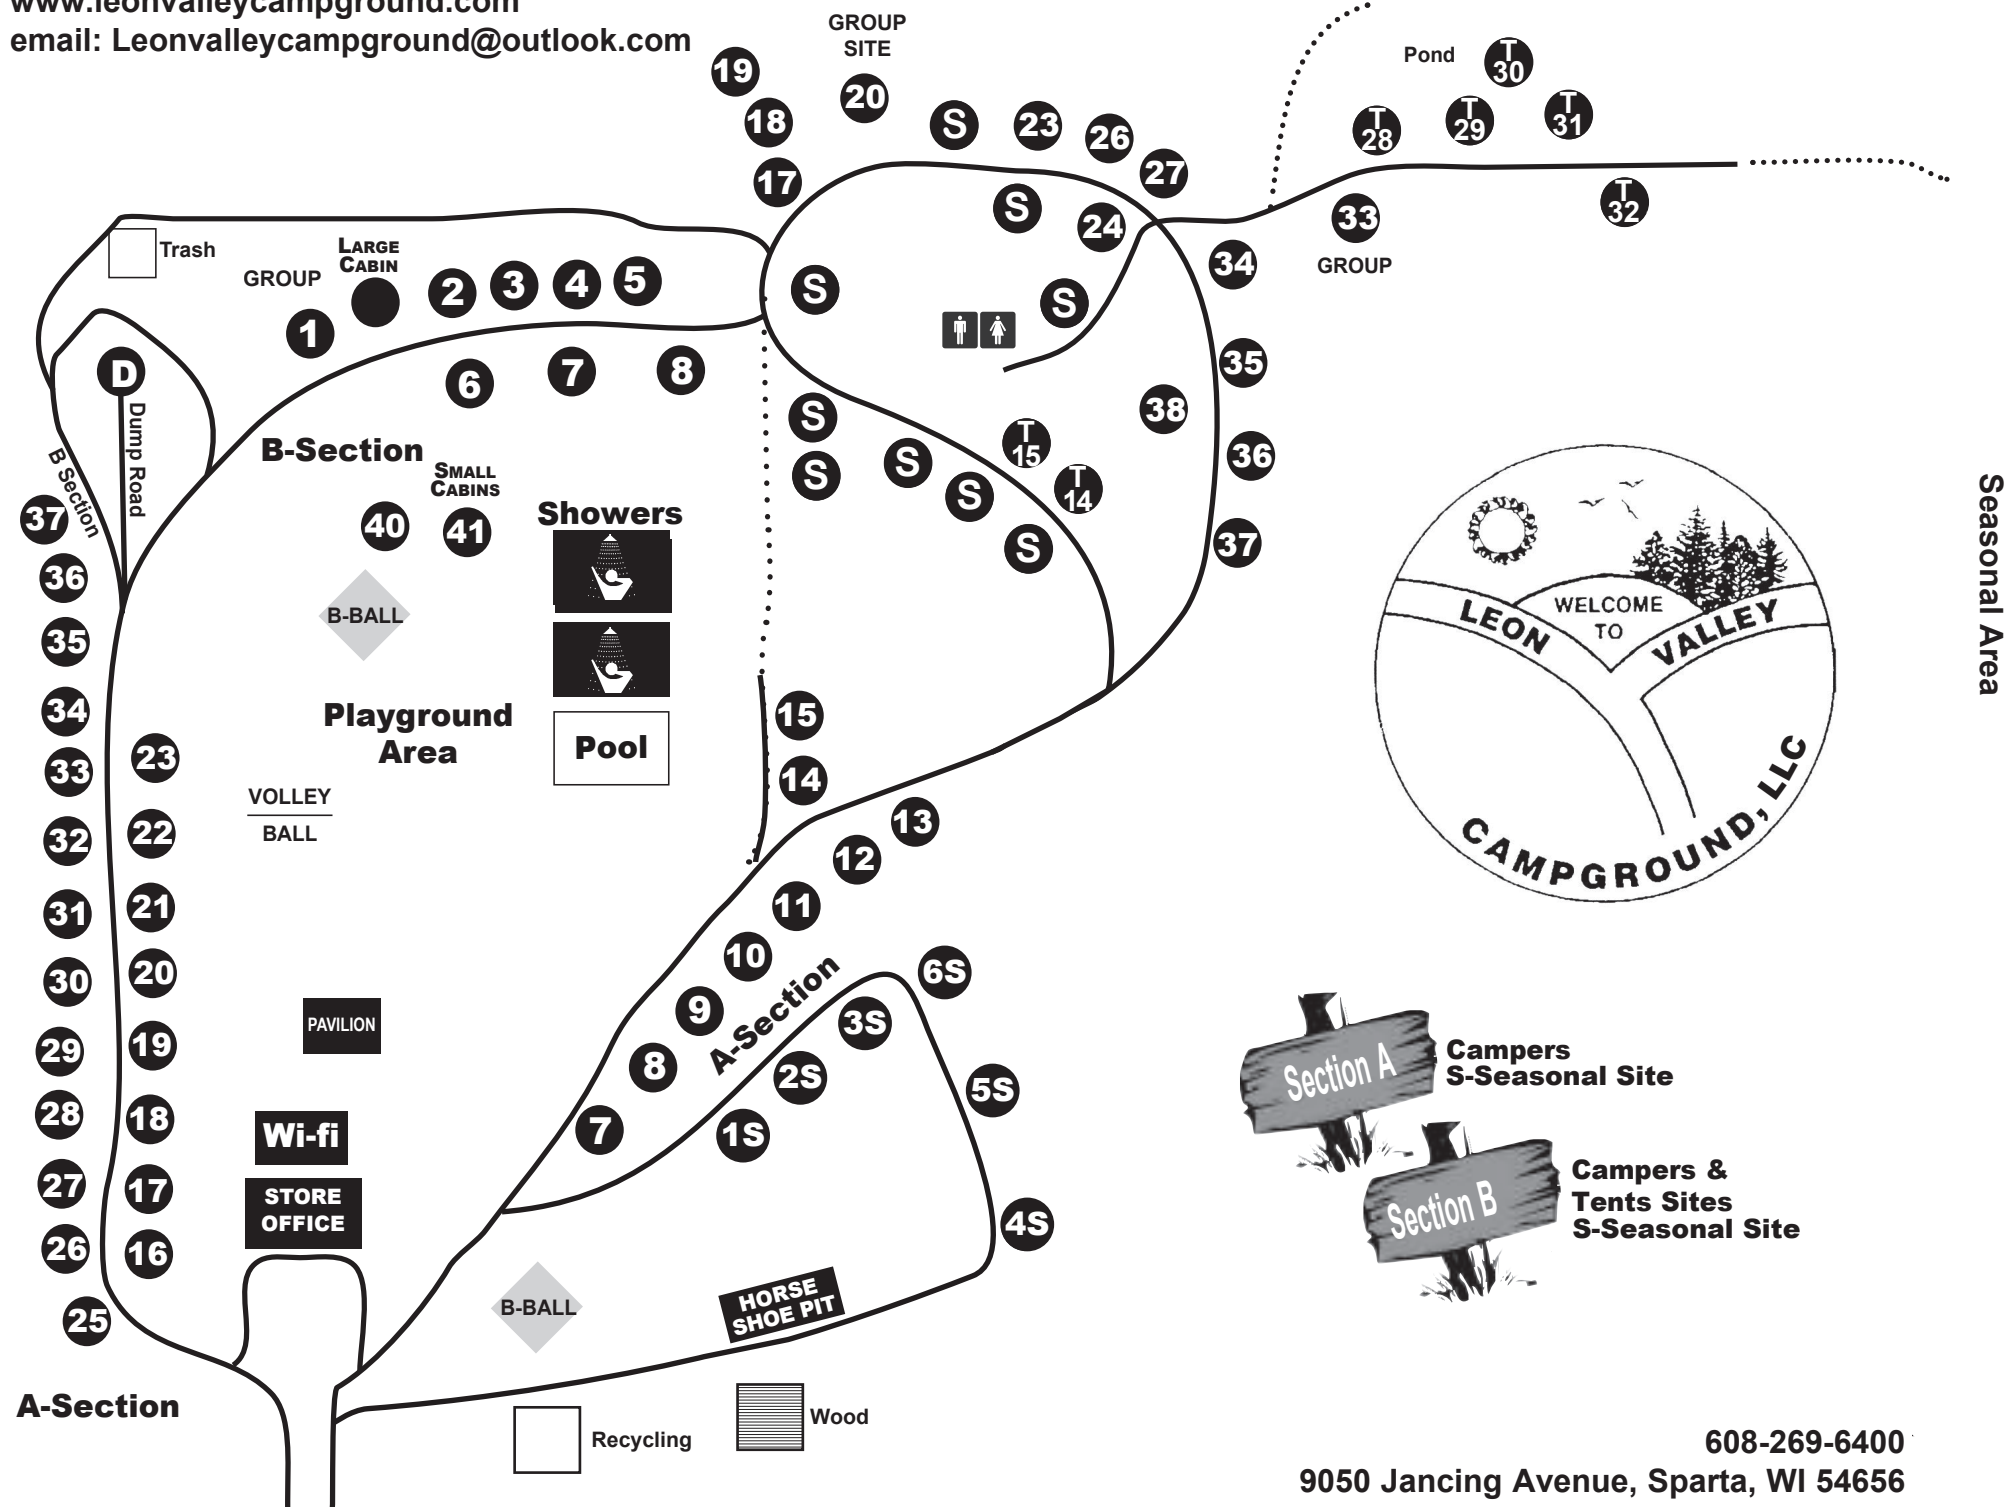 www.leonvalleycampground.com
email: Leonvalleycampground@outlook.com
GROUP
SITE
19
20
18
17
S
23
26
27
S
24
Pond
T
30
T
28
T
29
T
31
T
32
33
GROUP
34
Trash
GROUP
LARGE
CABIN
1
2
3
4
5
6
7
8
S
S
35
38
36
37
T
15
T
14
S
S
S
S
S
D
Dump Road
B Section
B-Section
SMALL
CABINS
40
41
Showers
B-BALL
Playground
Area
Pool
VOLLEY
BALL
37
36
35
34
33
32
31
30
29
28
27
26
25
23
22
21
20
19
18
17
16
15
14
13
12
11
10
9
8
7
A-Section
PAVILION
Wi-fi
STORE
OFFICE
6S
3S
2S
1S
5S
4S
B-BALL
HORSE
SHOE PIT
A-Section
Recycling
Wood
WELCOME
TO
LEON VALLEY
CAMPGROUND, LLC
Seasonal Area
Section A
Campers
S-Seasonal Site
Section B
Campers &
Tents Sites
S-Seasonal Site
608-269-6400
9050 Jancing Avenue, Sparta, WI 54656